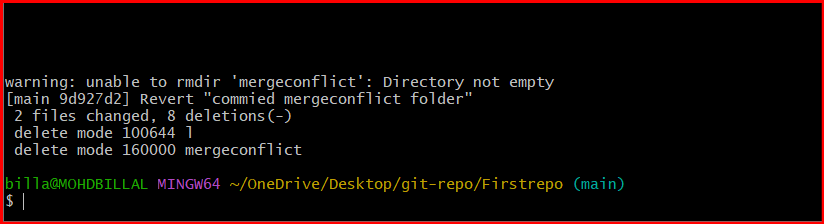 warning: unable to rmdir 'mergeconflict': Directory not empty
[main 9d927d2] Revert "commied mergeconflict folder"
 2 files changed, 8 deletions(-)
 delete mode 100644 l
 delete mode 160000 mergeconflict
billa@MOHDBILLAL MINGW64 ~/OneDrive/Desktop/git-repo/Firstrepo (main)
$